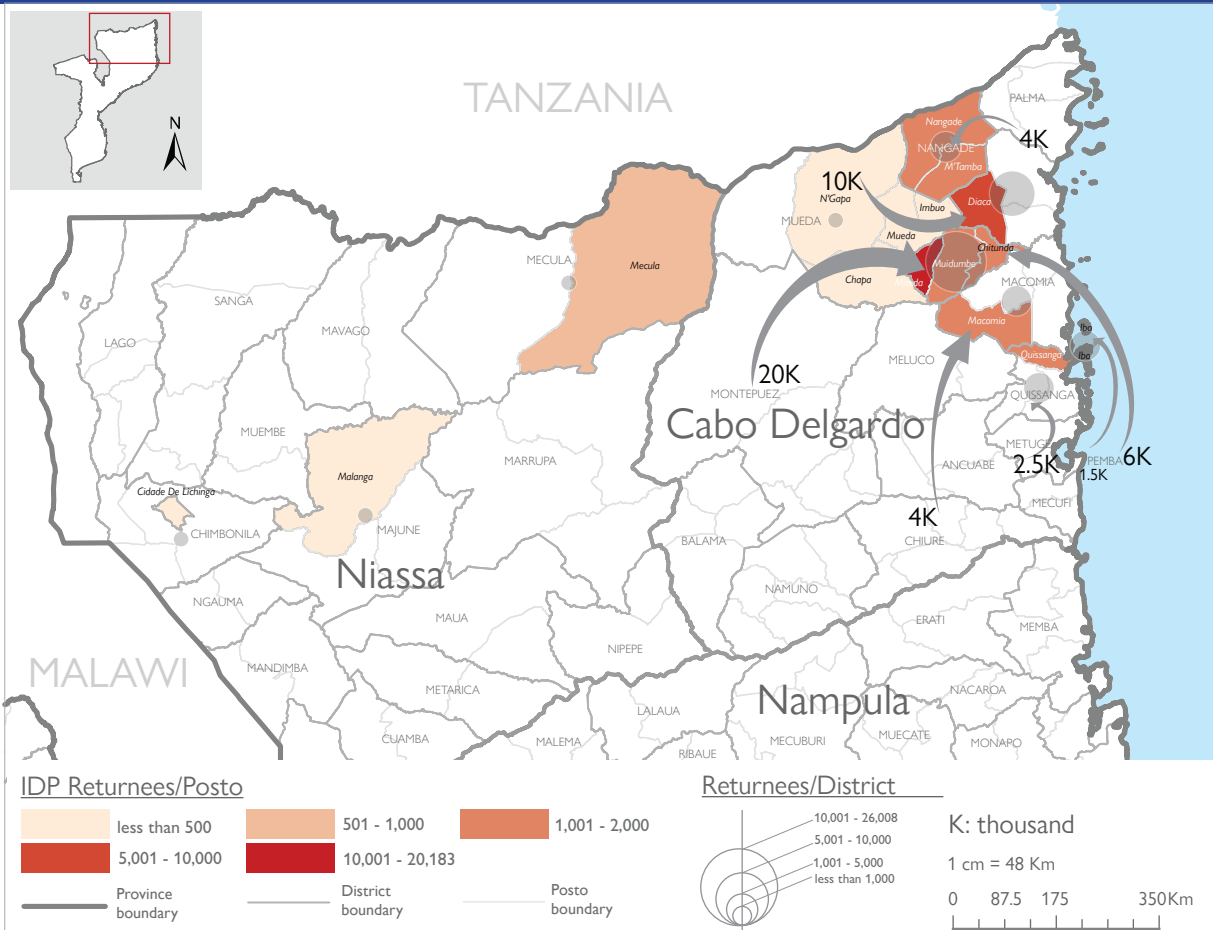 N
TANZANIA
PALMA
Nangade
4K
NANGADE
M'Tamba
10K
N'Gapa
Diaca
Imbuo
MUEDA
Mueda
Chitunda
MECULA
Mecula
Muidumbe
Chapa
MACOMIA
SANGA
MAVAGO
Macomia
Ibo
LAGO
Quissanga
Ibo
MELUCO
20K
MONTEPUEZ
QUISSANGA
Cabo Delgardo
MUEMBE
METUGE
MARRUPA
ANCUABE
2.5K
PEMBA
6K
1.5K
Malanga
Cidade De Lichinga
MECUFI
4K
CHIMBONILA
MAJUNE
BALAMA
CHIURE
Niassa
NAMUNO
NGAUMA
MAUA
ERATI
MEMBA
NIPEPE
MALAWI
MANDIMBA
METARICA
NACAROA
Nampula
LALAUA
CUAMBA
MALEMA
MECUBURI
MUECATE
MONAPO
RIBAUE
IDP Returnees/Posto
less than 500
501 - 1,000
1,001 - 2,000
5,001 - 10,000
10,001 - 20,183
Province
boundary
District
boundary
Posto
boundary
Returnees/District
10,001 - 26,008
5,001 - 10,000
1,001 - 5,000
less than 1,000
K: thousand
1 cm = 48 Km
0 87.5 175 350Km